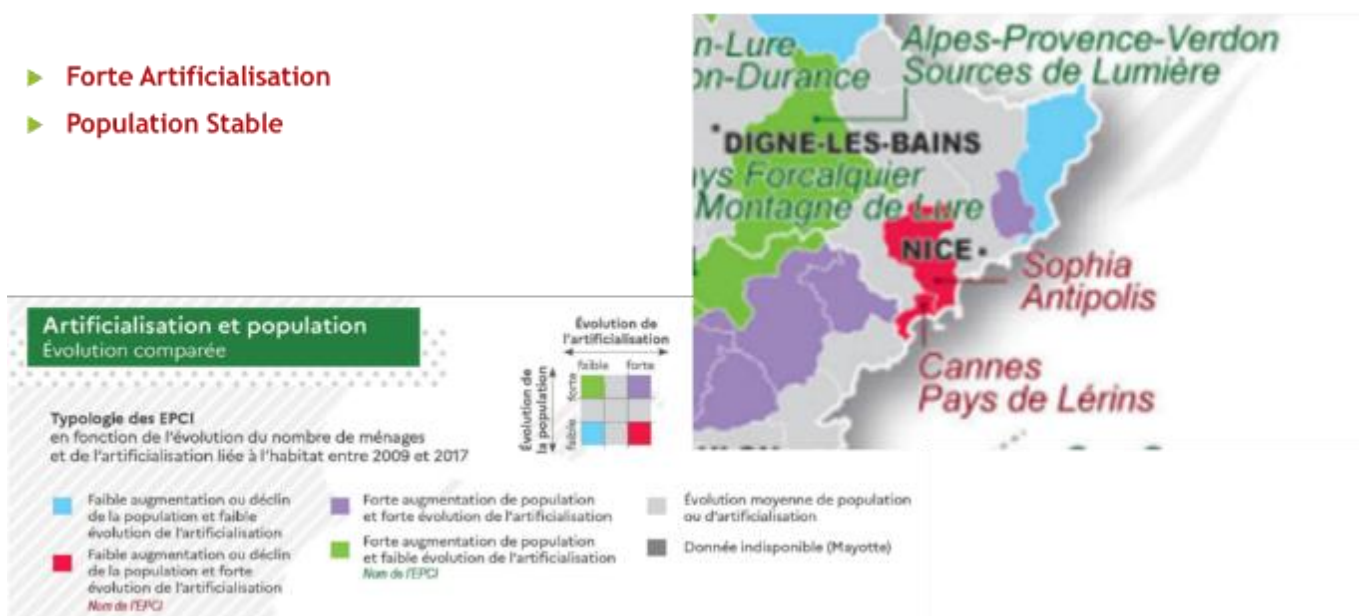 Forte Artificialisation
Population Stable
n-Lure
on-Durance
Alpes-Provence-Verdon
Sources de Lumière
DIGNE-LES-BAINS
ys Forcalquier
Montagne de Lure
NICE
Sophia
Antipolis
Cannes
Pays de Lérins
Artificialisation et population
Évolution comparée
Évolution de
l'artificialisation
faible forte
Évolution de
la population
forte
faible
Typologie des EPCI
en fonction de l'évolution du nombre de ménages
et de l'artificialisation liée à l'habitat entre 2009 et 2017
Faible augmentation ou déclin
de la population et faible
évolution de l'artificialisation
Faible augmentation ou déclin
de la population et forte
évolution de l'artificialisation
Nom de l'EPCI
Forte augmentation de population
et forte évolution de l'artificialisation
Forte augmentation de population
et faible évolution de l'artificialisation
Nom de l'EPCI
Évolution moyenne de population
ou d'artificialisation
Donnée indisponible (Mayotte)